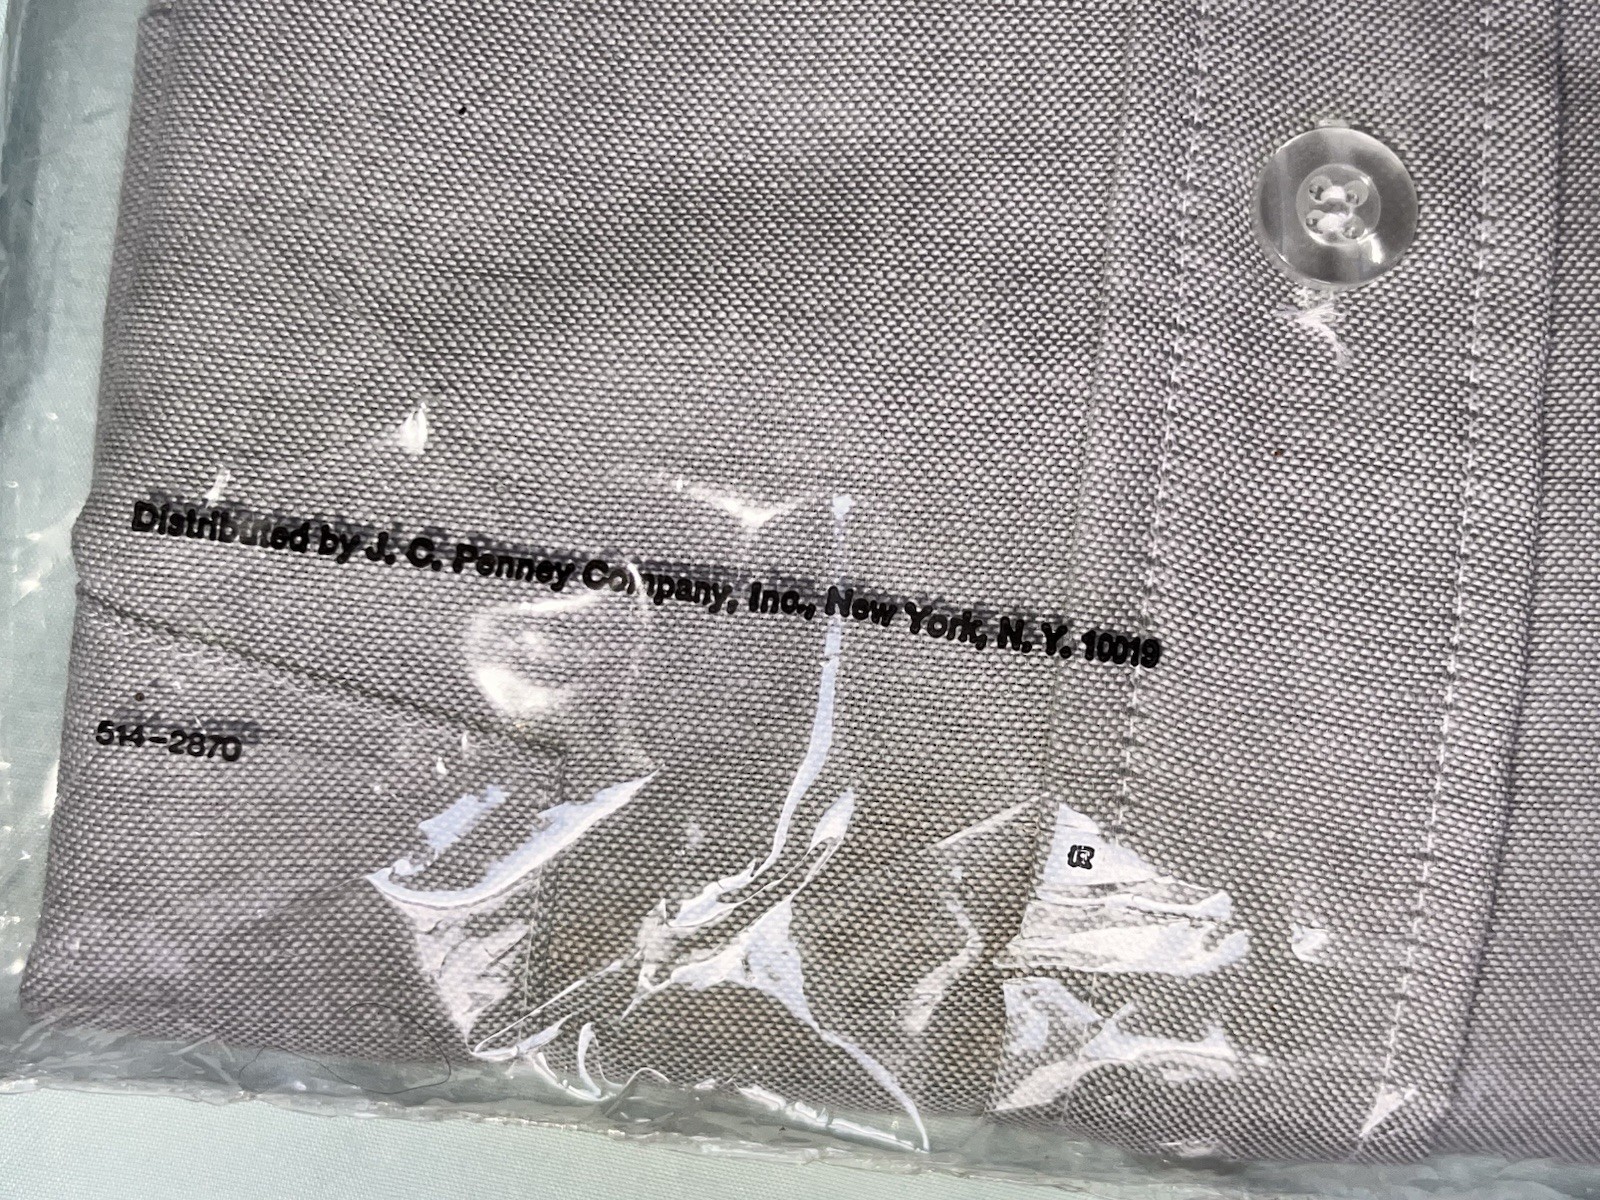 Distributed by J. C. Penney Company, Inc., New York, N. Y. 10019
514-2870